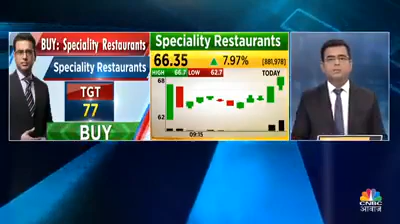 BUY: Speciality Restaurants
Speciality Restaurants
TGT
77
BUY
Speciality Restaurants
66.35 ▲ 7.97% [881,978]
HIGH 66.7 LOW 62.7 TODAY
68
62
09:15
CNBC
आवाज़